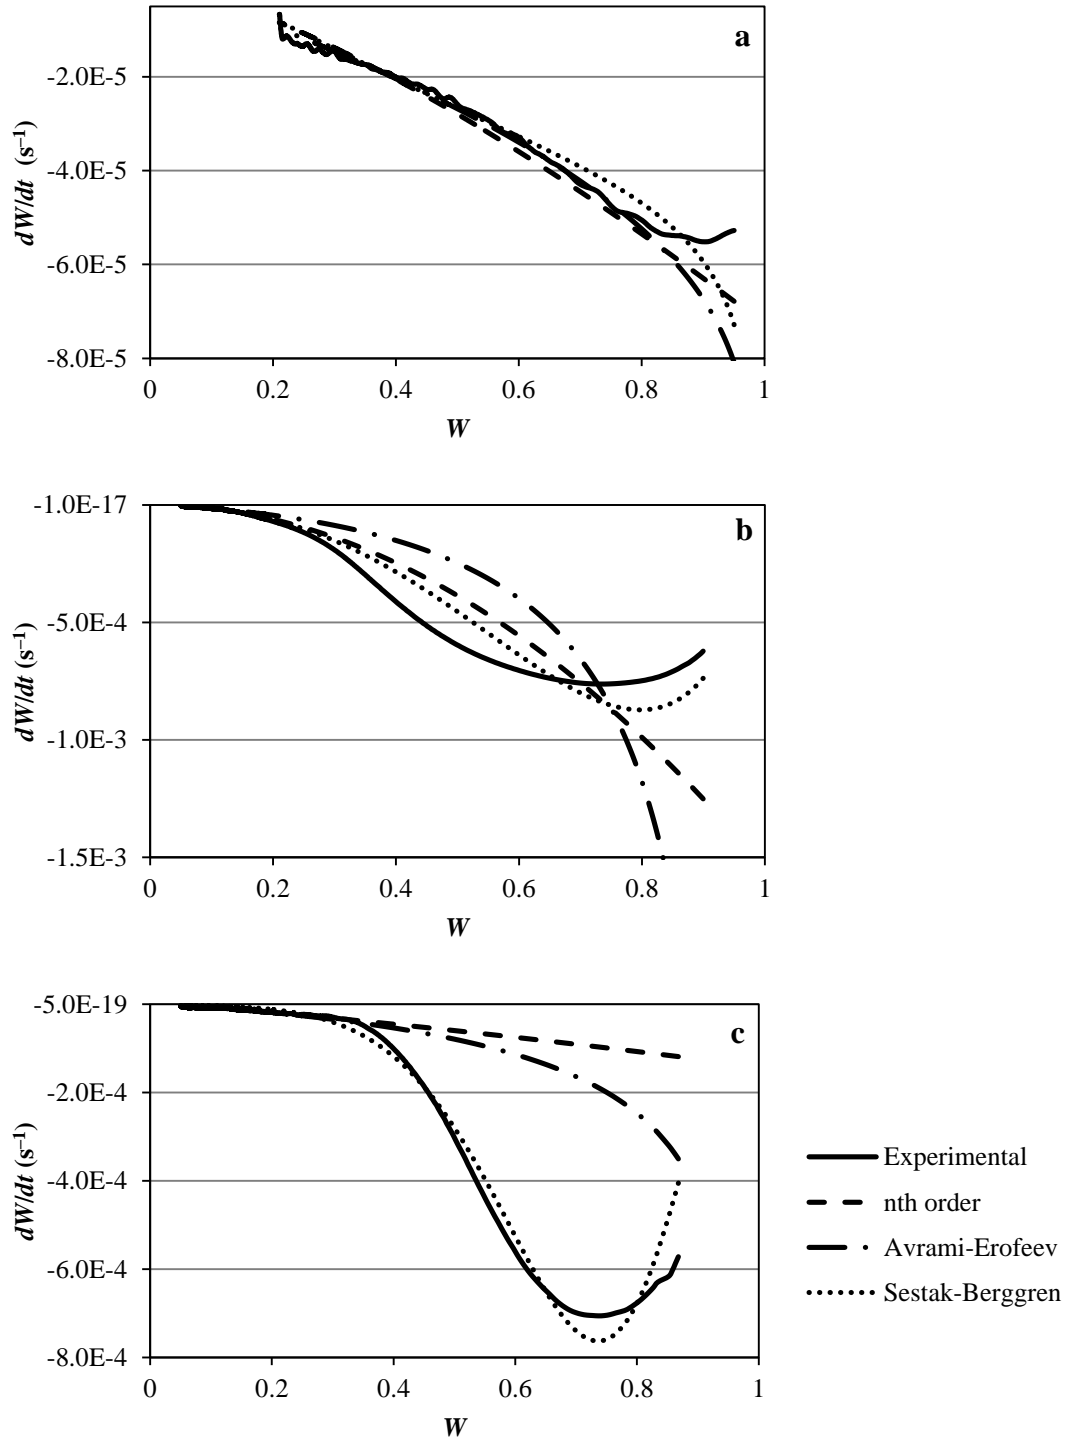 a
-2.0E-5
-4.0E-5
-6.0E-5
-8.0E-5
dW/dt (s⁻¹)
0 0.2 0.4 0.6 0.8 1
W
b
-1.0E-17
-5.0E-4
-1.0E-3
-1.5E-3
dW/dt (s⁻¹)
0 0.2 0.4 0.6 0.8 1
W
c
-5.0E-19
-2.0E-4
-4.0E-4
-6.0E-4
-8.0E-4
dW/dt (s⁻¹)
0 0.2 0.4 0.6 0.8 1
W
Experimental
nth order
Avrami-Erofeev
Sestak-Berggren